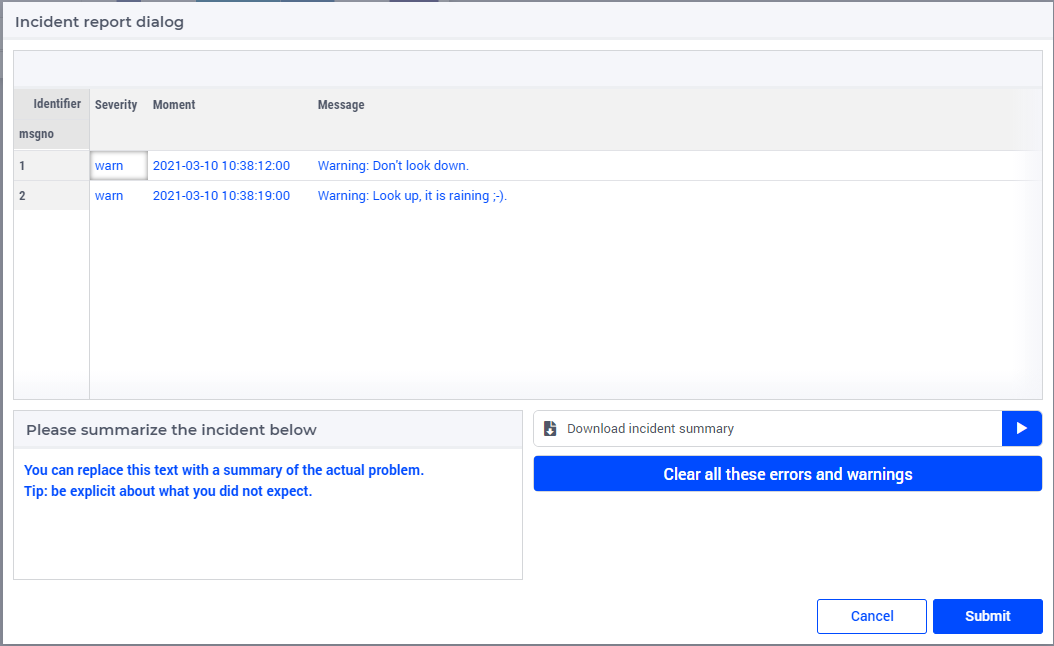 Incident report dialog
Identifier Severity Moment Message
msgno
1 warn 2021-03-10 10:38:12:00 Warning: Don't look down.
2 warn 2021-03-10 10:38:19:00 Warning: Look up, it is raining ;-).
Please summarize the incident below
You can replace this text with a summary of the actual problem.
Tip: be explicit about what you did not expect.
Download incident summary
Clear all these errors and warnings
Cancel Submit